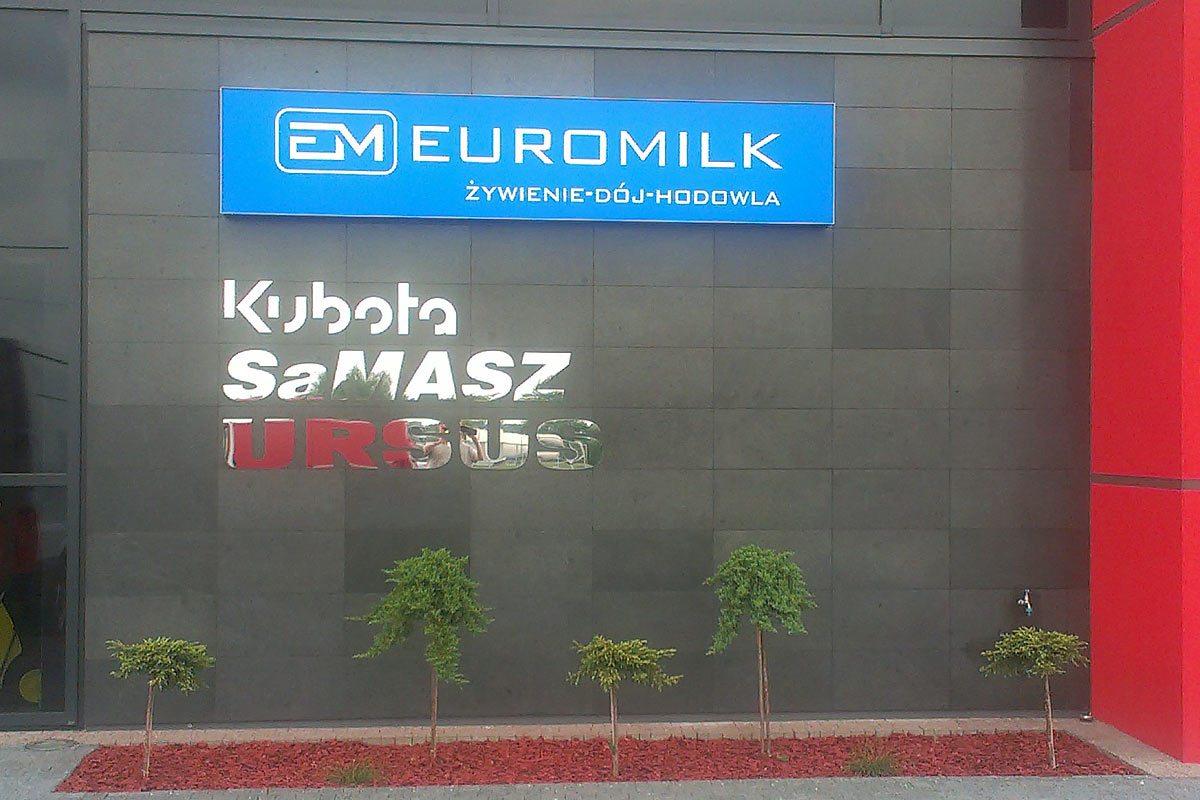 EM EUROMILK
ŻYWIENIE-DÓJ-HODOWLA
Kubota
SaMASZ
URSUS